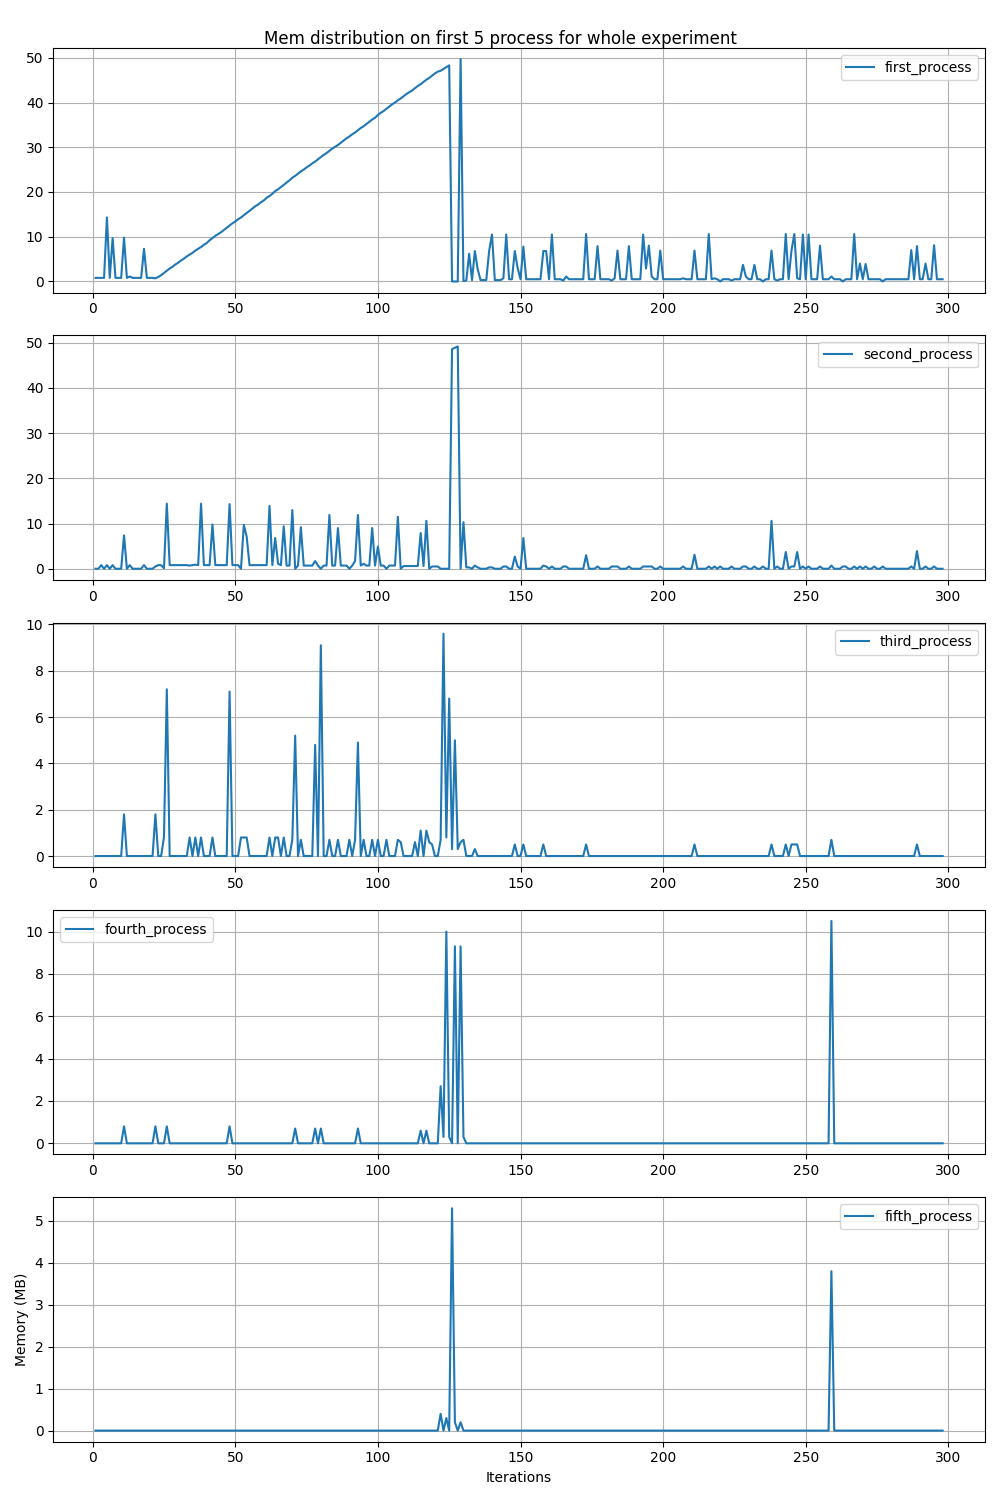 Mem distribution on first 5 process for whole experiment
first_process
50
40
30
20
10
0
0 50 100 150 200 250 300
second_process
50
40
30
20
10
0
0 50 100 150 200 250 300
third_process
10
8
6
4
2
0
0 50 100 150 200 250 300
fourth_process
10
8
6
4
2
0
0 50 100 150 200 250 300
fifth_process
5
4
3
2
1
0
Memory (MB)
0 50 100 150 200 250 300
Iterations